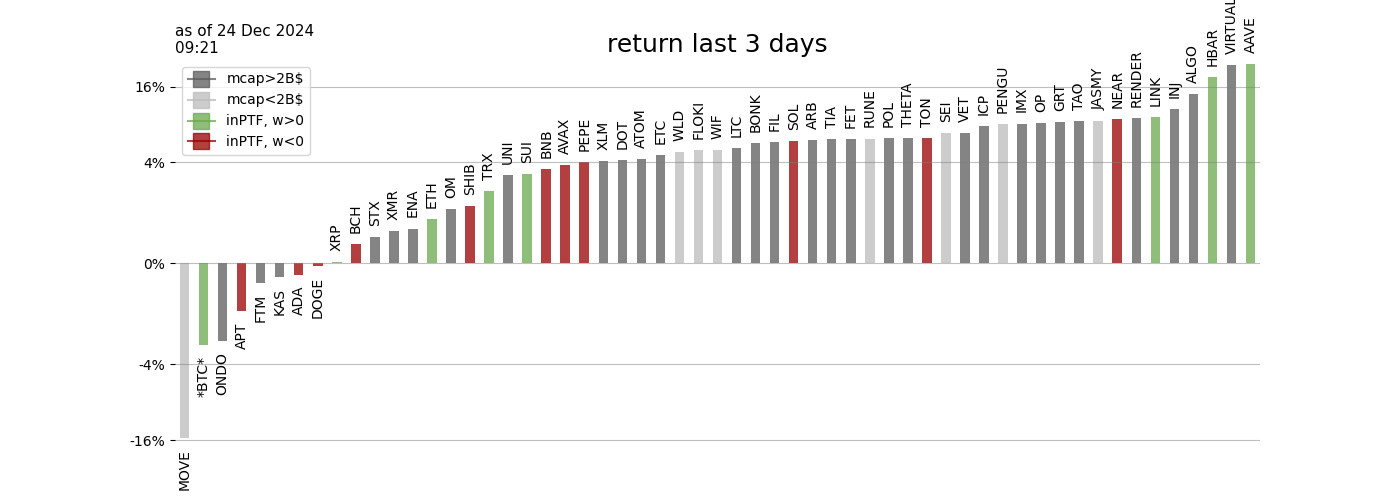 as of 24 Dec 2024
09:21
return last 3 days
mcap>2B$
mcap<2B$
inPTF, w>0
inPTF, w<0
16%
4%
0%
-4%
-16%
MOVE
*BTC*
ONDO
APT
FTM
KAS
ADA
DOGE
XRP
BCH
STX
XMR
ENA
ETH
OM
SHIB
TRX
UNI
SUI
BNB
AVAX
PEPE
XLM
DOT
ATOM
ETC
WLD
FLOKI
WIF
LTC
BONK
FIL
SOL
ARB
TIA
FET
RUNE
POL
THETA
TON
SEI
VET
ICP
PENGU
IMX
OP
GRT
TAO
JASMY
NEAR
RENDER
LINK
INJ
ALGO
HBAR
VIRTUAL
AAVE